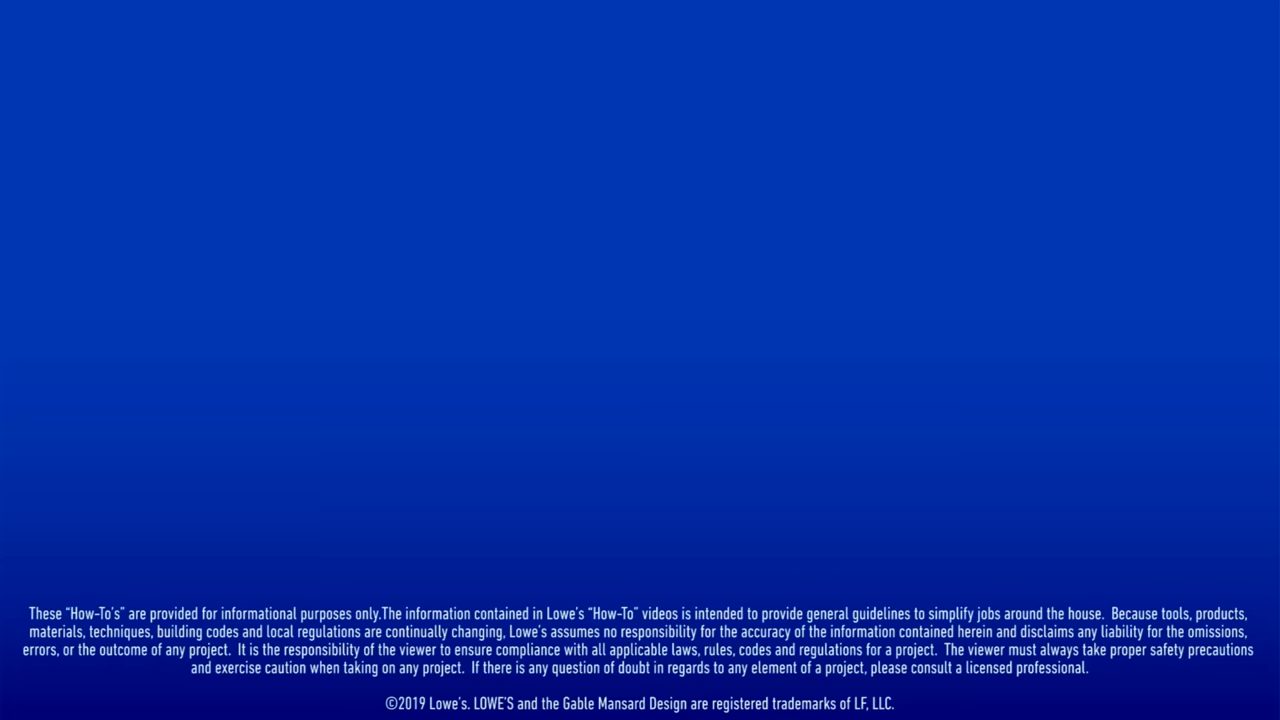 These “How-To’s” are provided for informational purposes only.The information contained in Lowe’s “How-To” videos is intended to provide general guidelines to simplify jobs around the house.  Because tools, products,
materials, techniques, building codes and local regulations are continually changing, Lowe’s assumes no responsibility for the accuracy of the information contained herein and disclaims any liability for the omissions,
errors, or the outcome of any project.  It is the responsibility of the viewer to ensure compliance with all applicable laws, rules, codes and regulations for a project.  The viewer must always take proper safety precautions
and exercise caution when taking on any project.  If there is any question of doubt in regards to any element of a project, please consult a licensed professional.
©2019 Lowe’s. LOWE’S and the Gable Mansard Design are registered trademarks of LF, LLC.